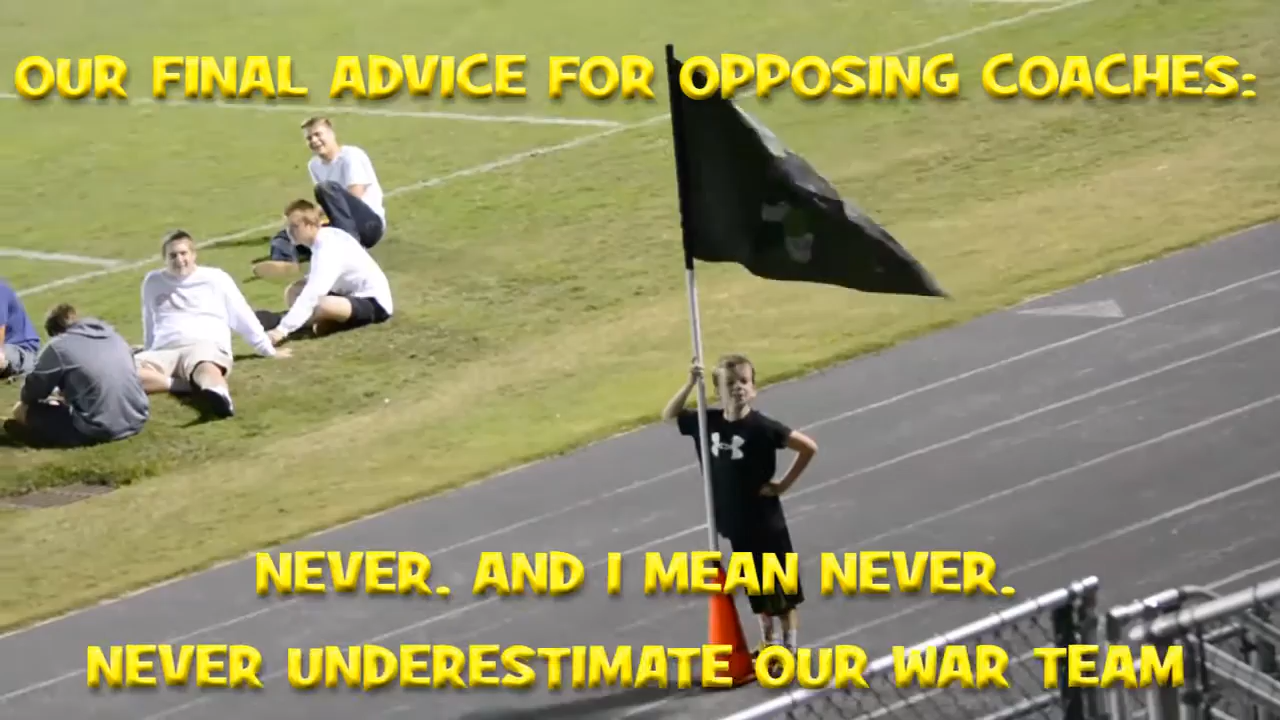 OUR FINAL ADVICE FOR OPPOSING COACHES:
NEVER. AND I MEAN NEVER.
NEVER UNDERESTIMATE OUR WAR TEAM